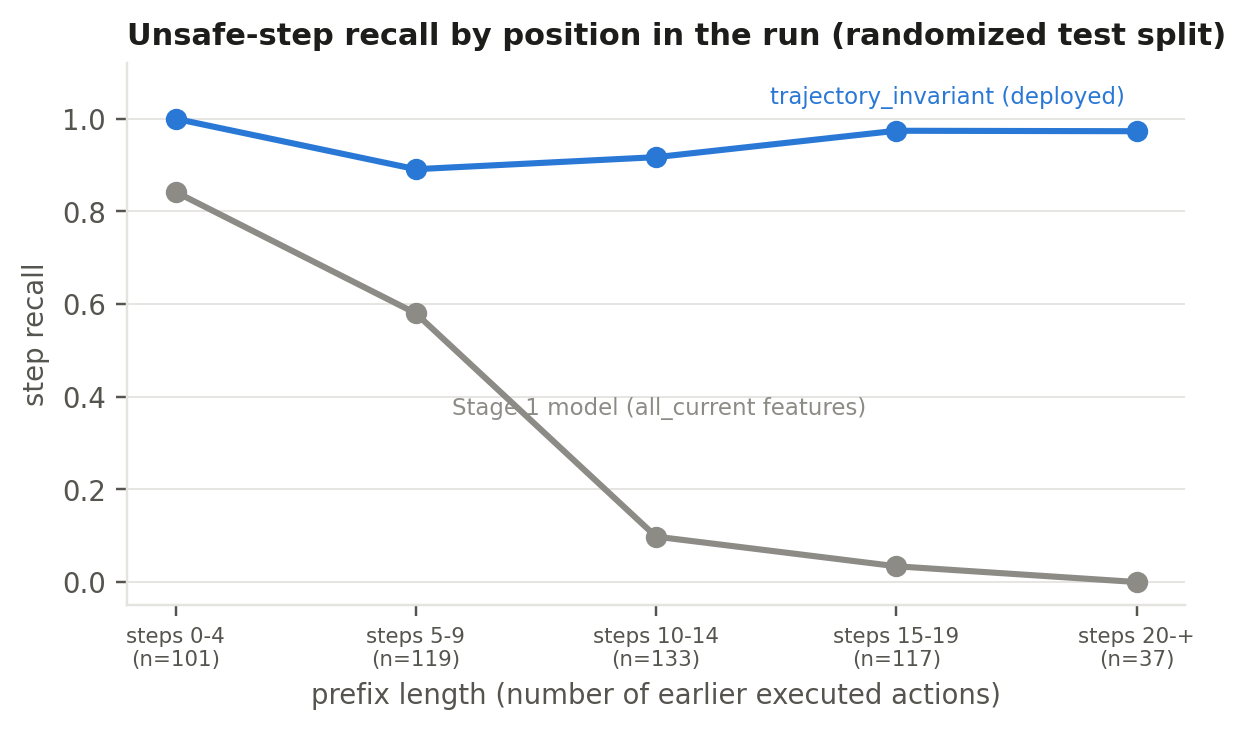 Unsafe-step recall by position in the run (randomized test split)
trajectory_invariant (deployed)
1.0
0.8
0.6
0.4
0.2
0.0
step recall
Stage 1 model (all_current features)
steps 0-4
(n=101)
steps 5-9
(n=119)
steps 10-14
(n=133)
steps 15-19
(n=117)
steps 20-+
(n=37)
prefix length (number of earlier executed actions)